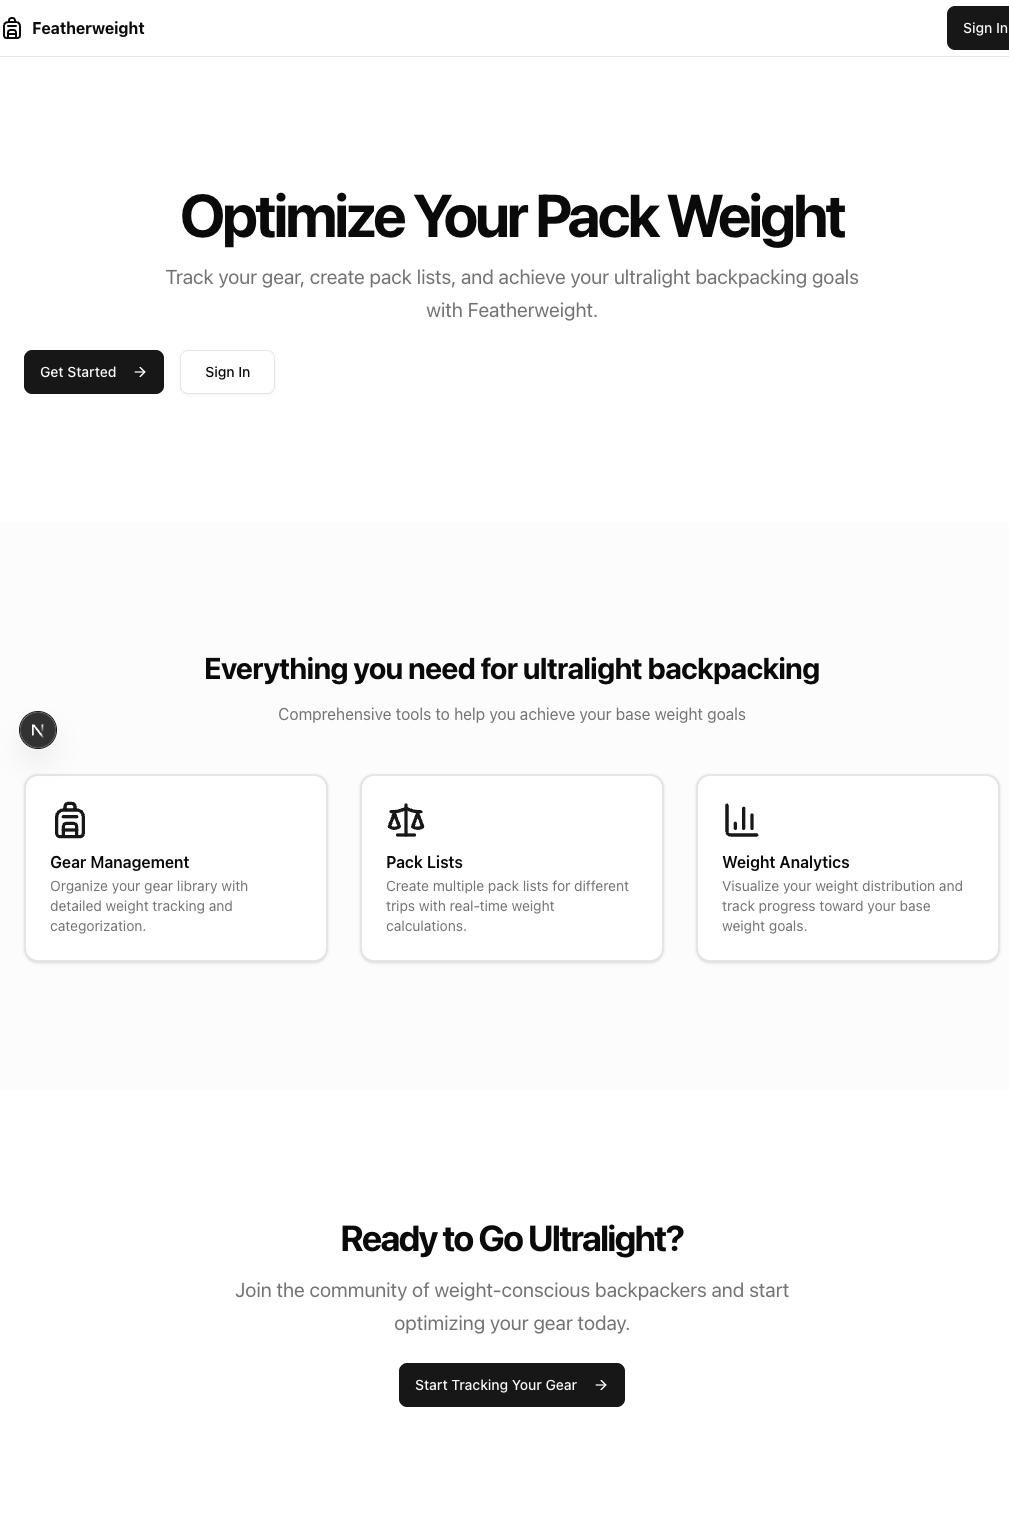 Featherweight
Sign In
Optimize Your Pack Weight
Track your gear, create pack lists, and achieve your ultralight backpacking goals
with Featherweight.
Get Started
Sign In
Everything you need for ultralight backpacking
Comprehensive tools to help you achieve your base weight goals
N
Gear Management
Organize your gear library with
detailed weight tracking and
categorization.
Pack Lists
Create multiple pack lists for different
trips with real-time weight
calculations.
Weight Analytics
Visualize your weight distribution and
track progress toward your base
weight goals.
Ready to Go Ultralight?
Join the community of weight-conscious backpackers and start
optimizing your gear today.
Start Tracking Your Gear